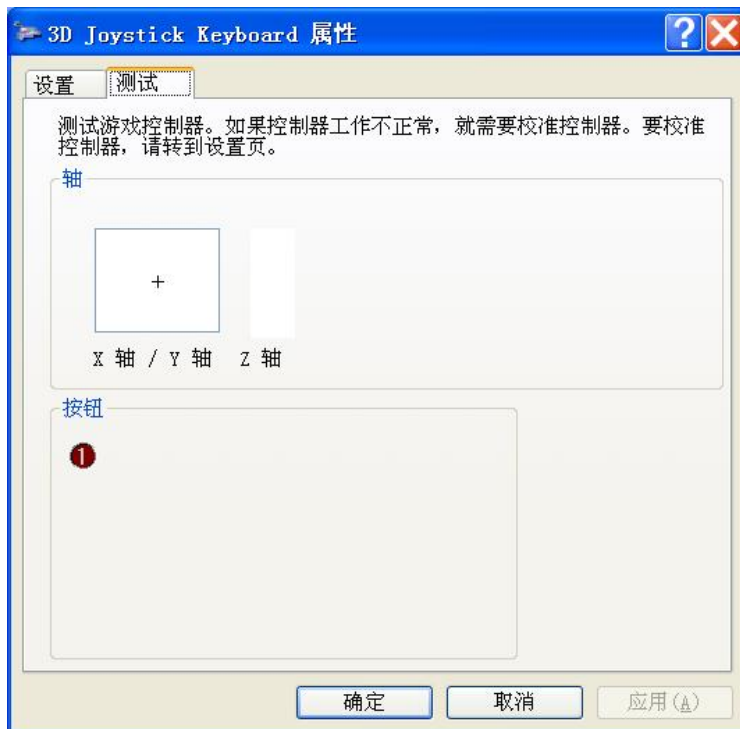 3D Joystick Keyboard 属性
设置
测试
测试游戏控制器。如果控制器工作不正常，就需要校准控制器。要校准
控制器，请转到设置页。
轴
X 轴 / Y 轴
Z 轴
按钮
1
确定
取消
应用(A)